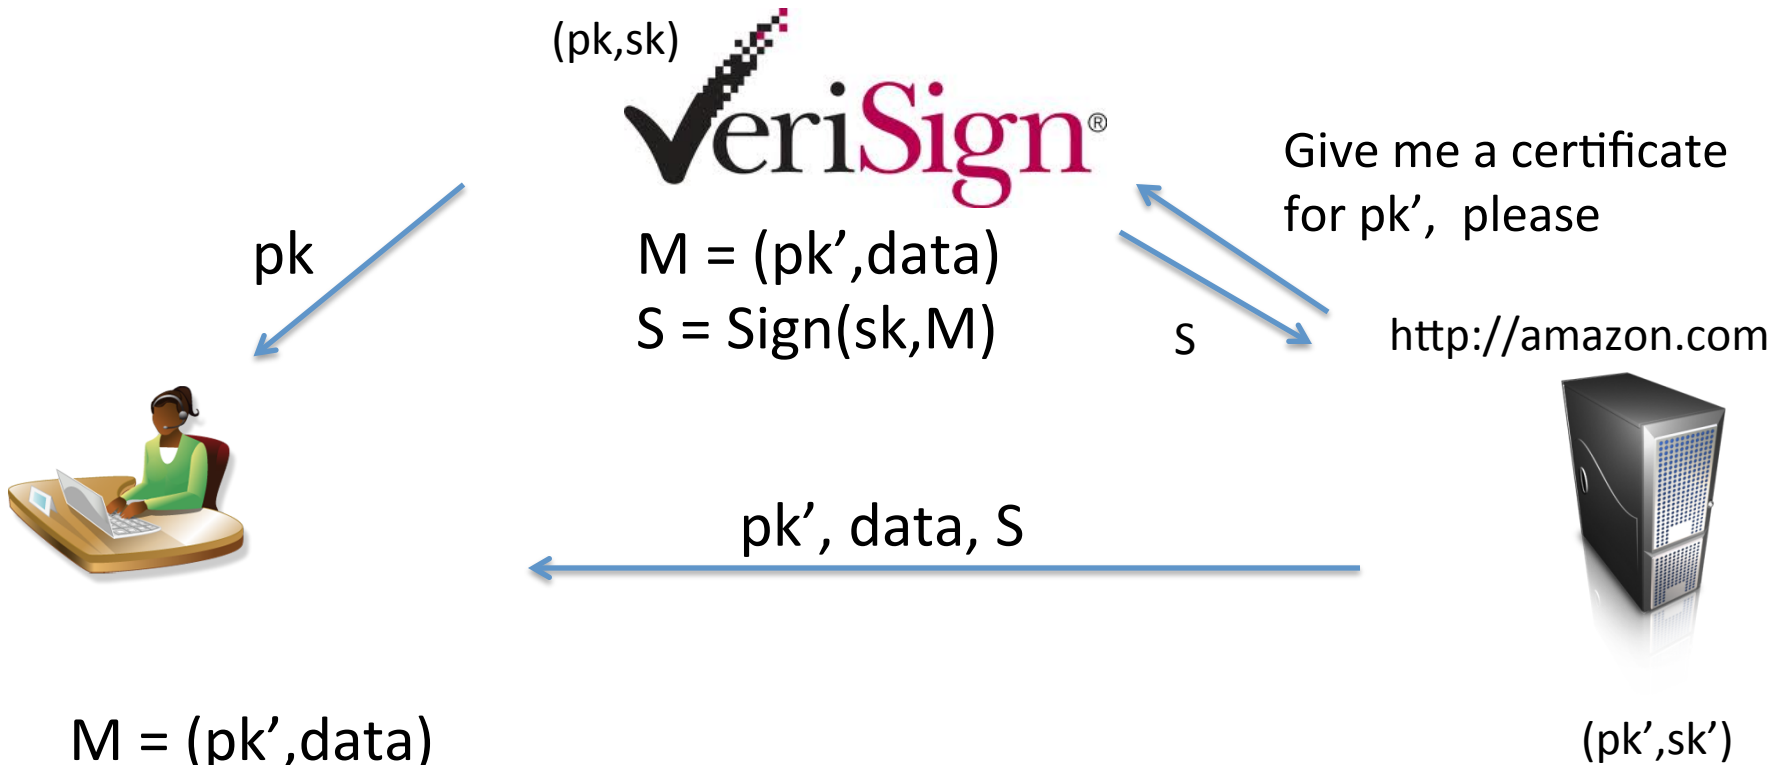 (pk,sk)
VeriSign®
Give me a certificate
for pk’, please
pk
M = (pk’,data)
S = Sign(sk,M)
S
http://amazon.com
pk’, data, S
M = (pk’,data)
(pk’,sk’)